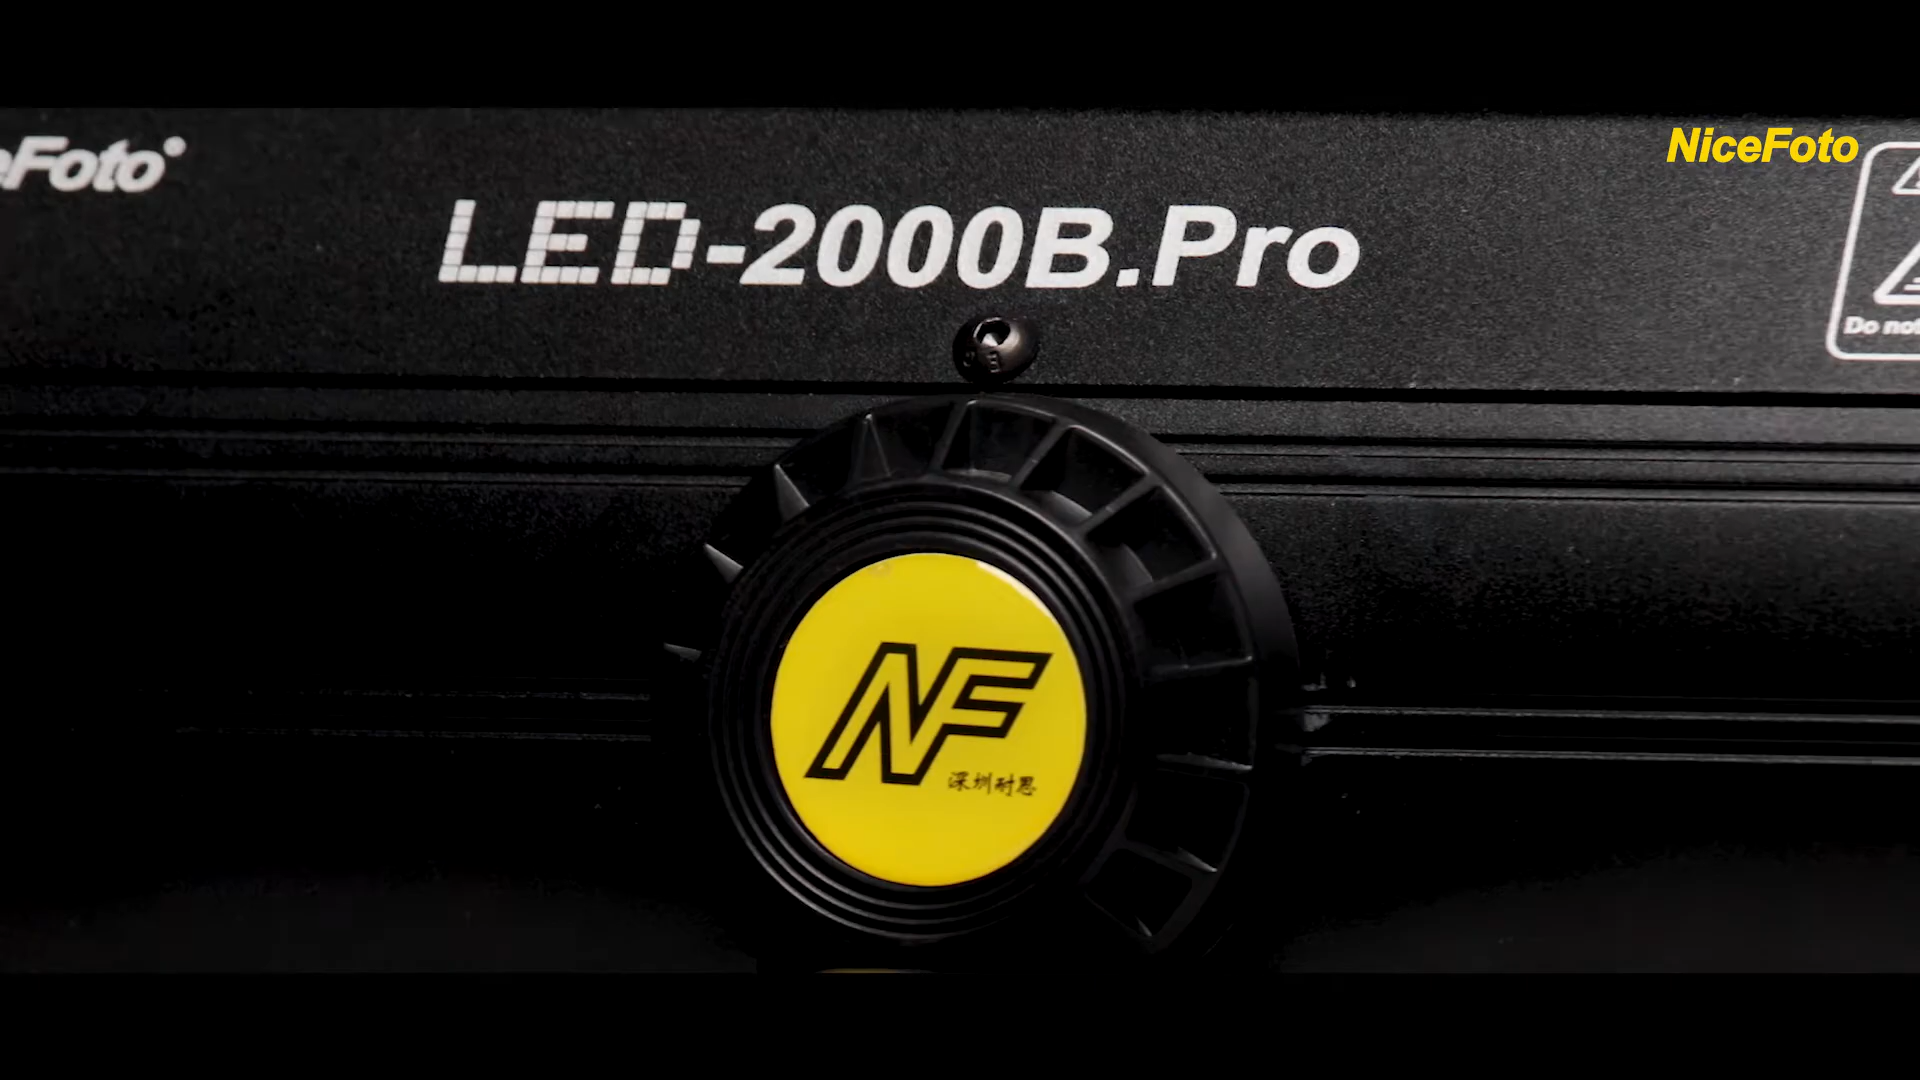 eFoto
NiceFoto
LED-2000B.Pro
Do not
NF
深圳耐思